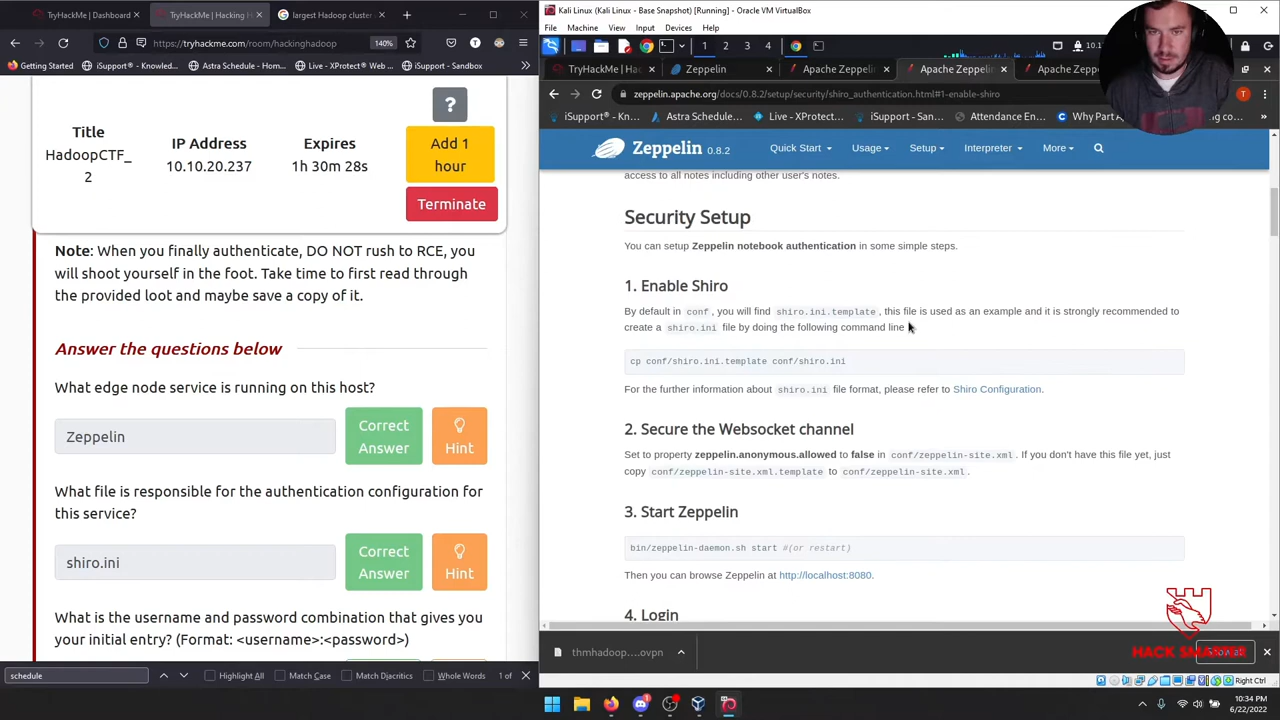 TryHackMe | Dashboard
TryHackMe | Hacking H
largest Hadoop cluster
https://tryhackme.com/room/hackinghadoop
140%
Getting Started
iSupport® - Knowled…
Astra Schedule - Hom…
Live - XProtect® Web …
iSupport - Sandbox
Title
IP Address
Expires
HadoopCTF_
2
10.10.20.237
1h 30m 28s
?
Add 1
hour
Terminate
Note: When you finally authenticate, DO NOT rush to RCE, you
will shoot yourself in the foot. Take time to first read through
the provided loot and maybe save a copy of it.
Answer the questions below
What edge node service is running on this host?
Zeppelin
Correct
Answer
Hint
What file is responsible for the authentication configuration for
this service?
shiro.ini
Correct
Answer
Hint
What is the username and password combination that gives you
your initial entry? (Format: <username>:<password>)
schedule
Highlight All
Match Case
Match Diacritics
Whole Words
1 of
Kali Linux (Kali Linux - Base Snapshot) [Running] - Oracle VM VirtualBox
File Machine View Input Devices
1 2 3 4
10.1
TryHackMe | Hac
Zeppelin
Apache Zeppelin
Apache Zeppelin
Apache Zeppel
zeppelin.apache.org/docs/0.8.2/setup/security/shiro_authentication.html#1-enable-shiro
T
iSupport® - Kn…
Astra Schedule…
Live - XProtect…
iSupport - San…
Attendance En…
Why Part A
Zeppelin 0.8.2
Quick Start
Usage
Setup
Interpreter
More
access to all notes including other user's notes.
Security Setup
You can setup Zeppelin notebook authentication in some simple steps.
1. Enable Shiro
By default in conf, you will find shiro.ini.template, this file is used as an example and it is strongly recommended to
create a shiro.ini file by doing the following command line
cp conf/shiro.ini.template conf/shiro.ini
For the further information about shiro.ini file format, please refer to Shiro Configuration.
2. Secure the Websocket channel
Set to property zeppelin.anonymous.allowed to false in conf/zeppelin-site.xml. If you don't have this file yet, just
copy conf/zeppelin-site.xml.template to conf/zeppelin-site.xml.
3. Start Zeppelin
bin/zeppelin-daemon.sh start #(or restart)
Then you can browse Zeppelin at http://localhost:8080.
4. Login
thmhadoop....ovpn
HACK SMARTER
Right Ctrl
10:34 PM
6/22/2022